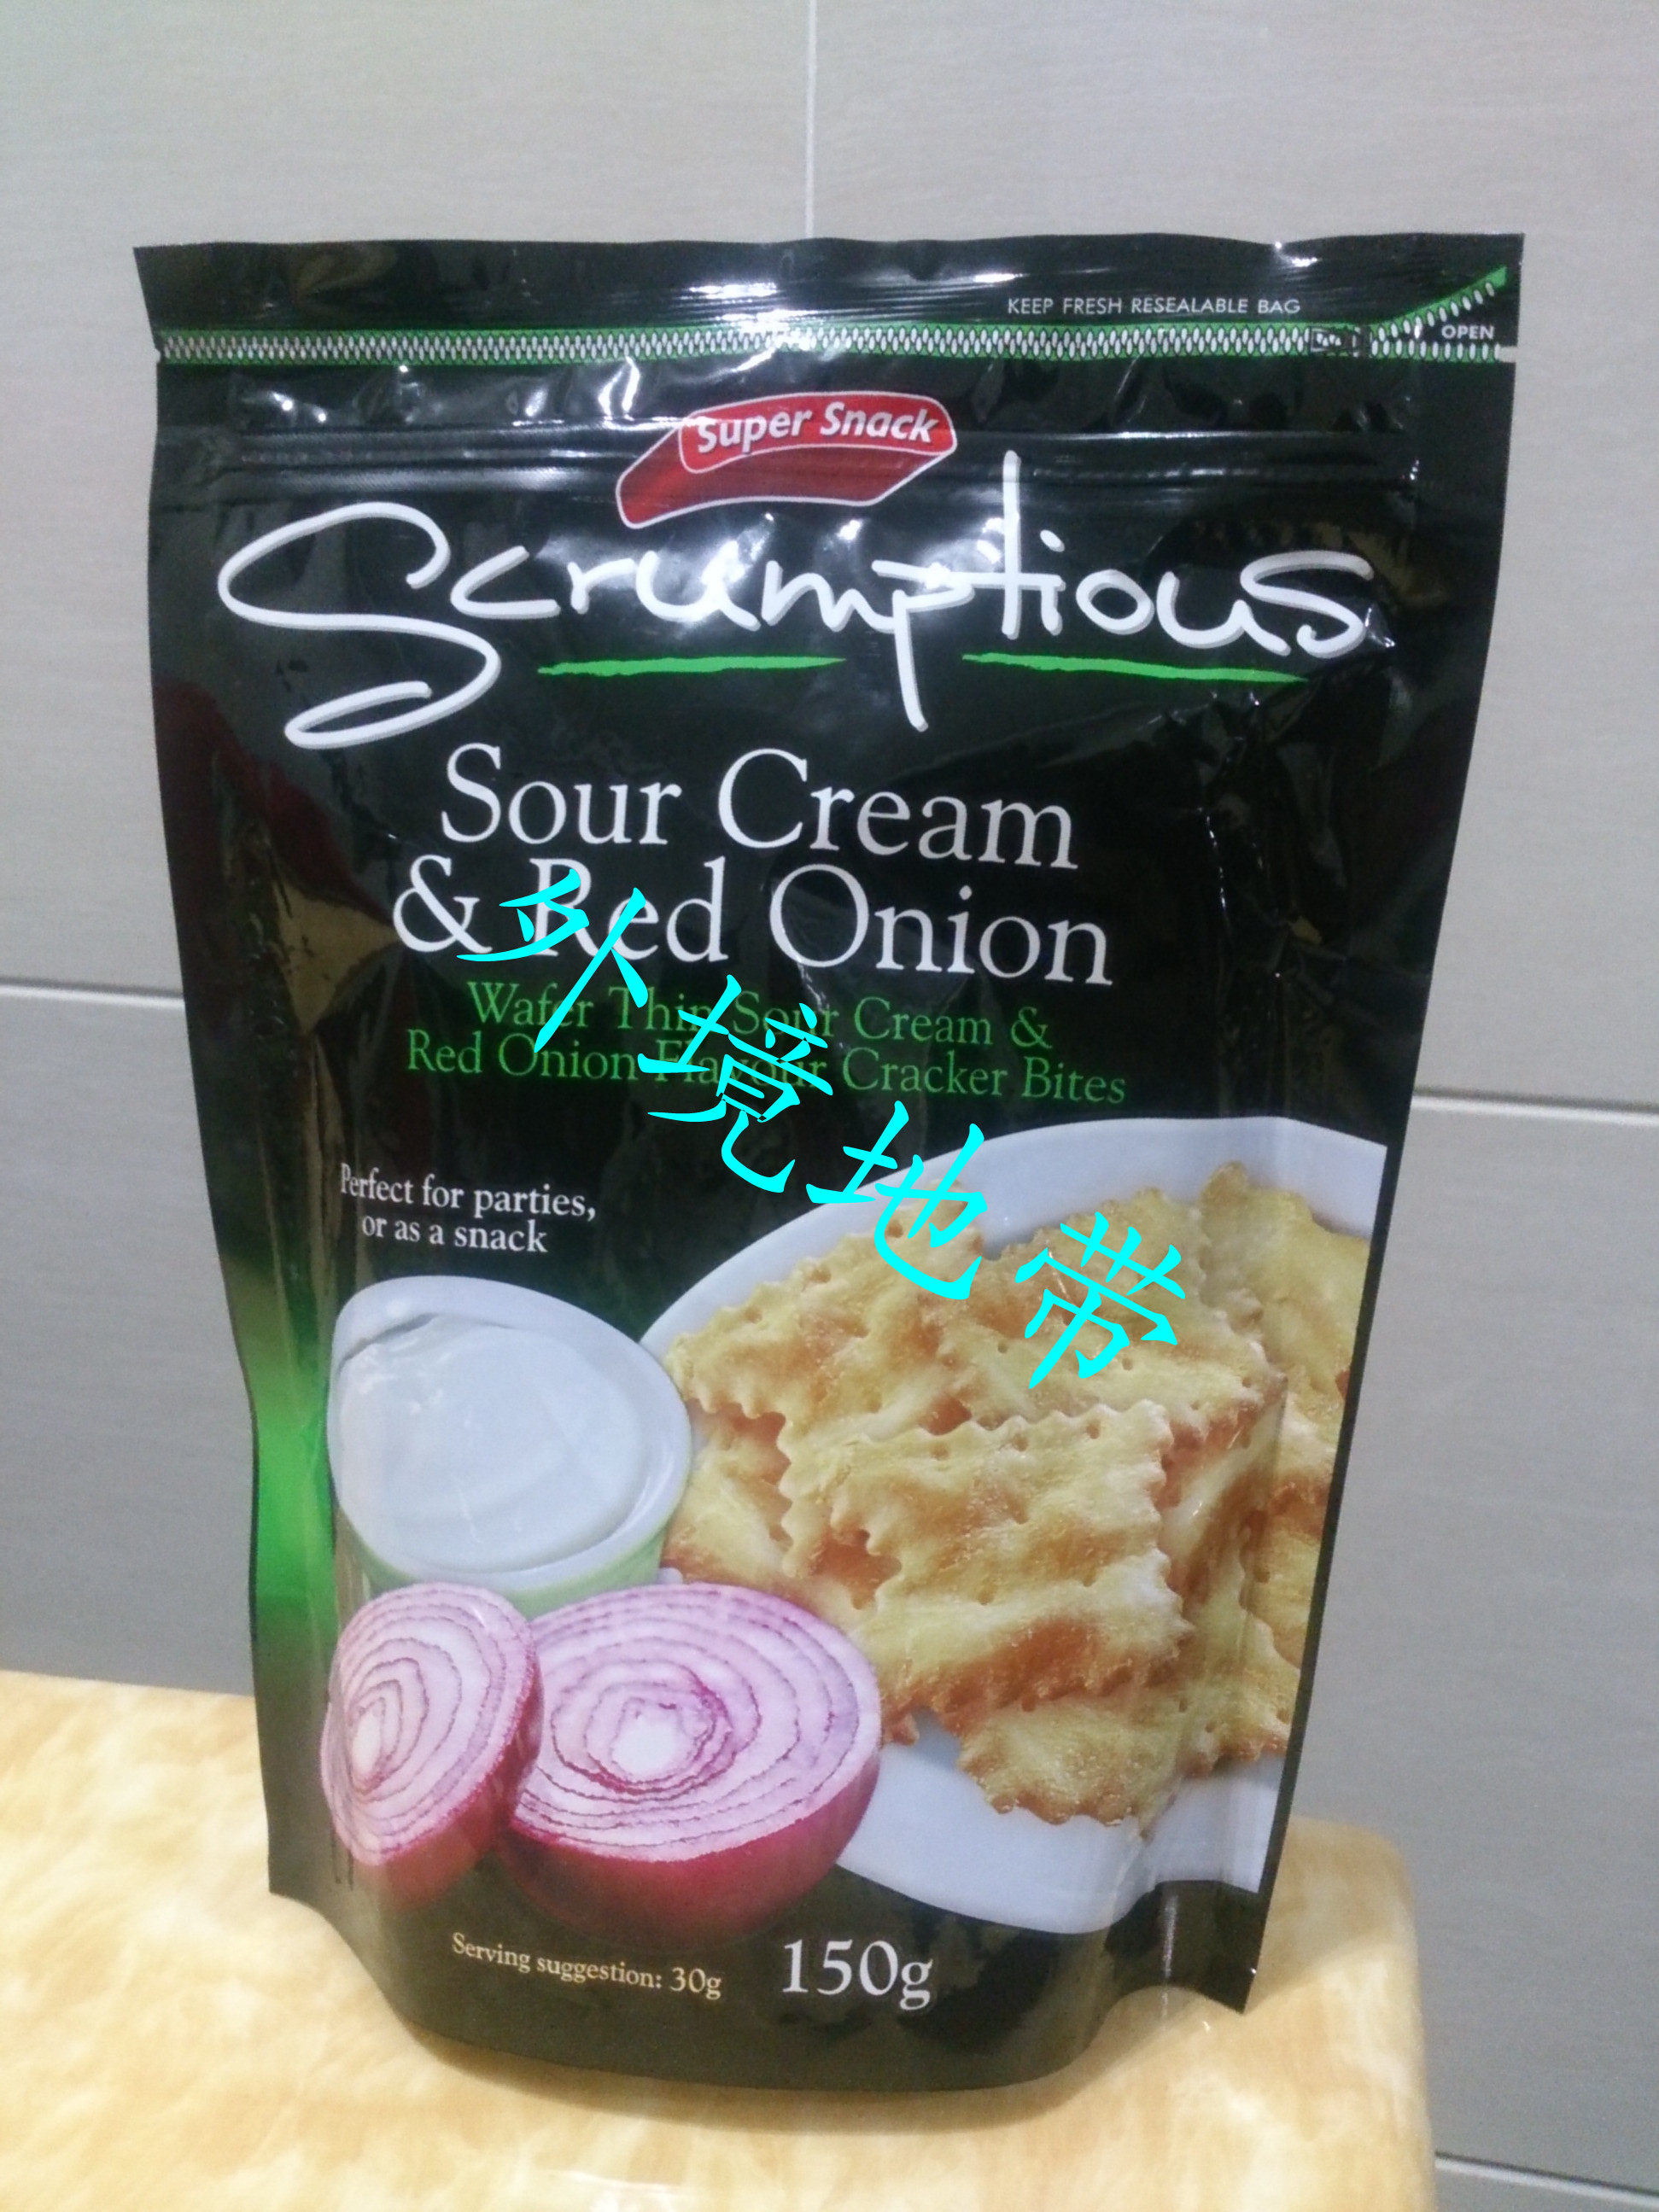 KEEP FRESH RESEALABLE BAG
OPEN
Super Snack
Scrumptious
Sour Cream
& Red Onion
Wafer Thin Sour Cream &
Red Onion Flavour Cracker Bites
外境地带
Perfect for parties,
or as a snack
Serving suggestion: 30g
150g